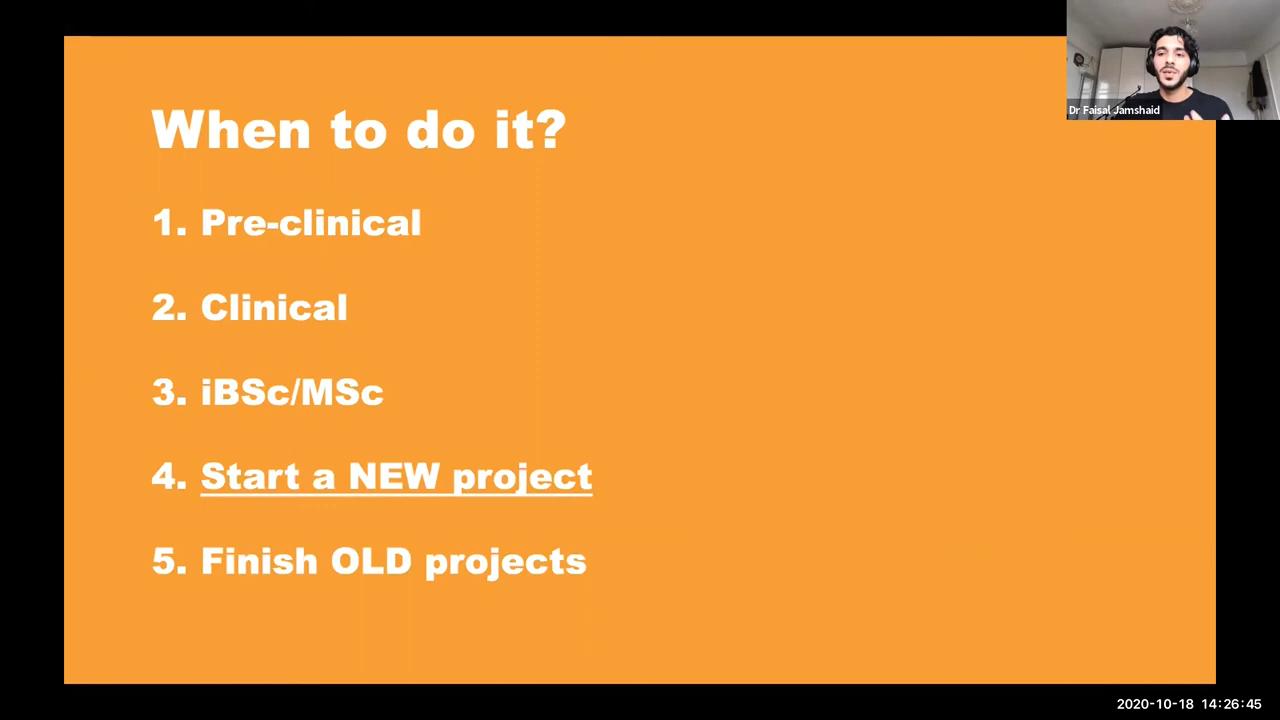 When to do it?
1. Pre-clinical
2. Clinical
3. iBSc/MSc
4. Start a NEW project
5. Finish OLD projects
Dr Faisal Jamshaid
2020-10-18 14:26:45